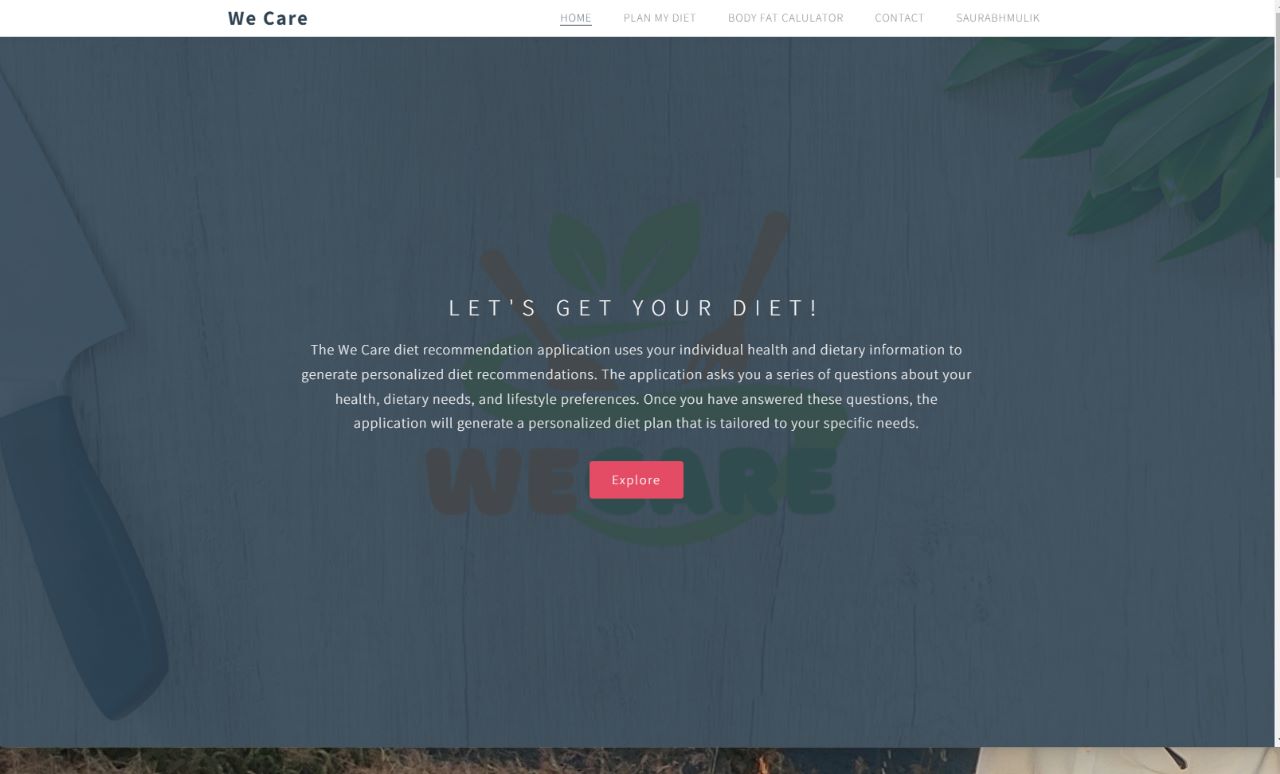 We Care
HOME PLAN MY DIET BODY FAT CALULATOR CONTACT SAURABHMULIK
LET'S GET YOUR DIET!
The We Care diet recommendation application uses your individual health and dietary information to
generate personalized diet recommendations. The application asks you a series of questions about your
health, dietary needs, and lifestyle preferences. Once you have answered these questions, the
application will generate a personalized diet plan that is tailored to your specific needs.
WECARE
Explore